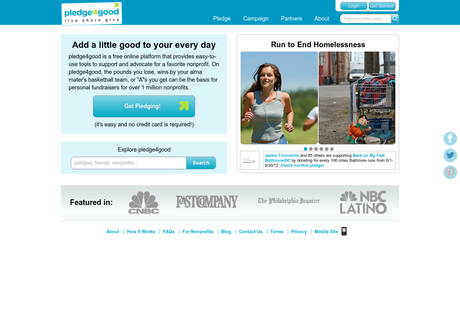 pledge4good
live share give
Login
Get Started
Pledge
Campaign
Partners
About
Find your nonprofit, cause
Add a little good to your every day
pledge4good is a free online platform that provides easy-to-
use tools to support and advocate for a favorite nonprofit. On
pledge4good, the pounds you lose, wins by your alma
mater's basketball team, or "A"s you get can be the basis for
personal fundraisers for over 1 million nonprofits.
Get Pledging!
(it's easy and no credit card is required!)
Explore pledge4good
pledges, friends, nonprofits...
Search
Run to End Homelessness
and 85 others are supporting Back on My Feet
Baltimore/DC by donating for every 100 miles Baltimore runs from 6/1-
6/30/12. Check out this pledge!
Featured in:
CNBC
FAST COMPANY
The Philadelphia Inquirer
NBC
LATINO
About | How It Works | FAQs | For Nonprofits | Blog | Contact Us | Terms | Privacy | Mobile Site